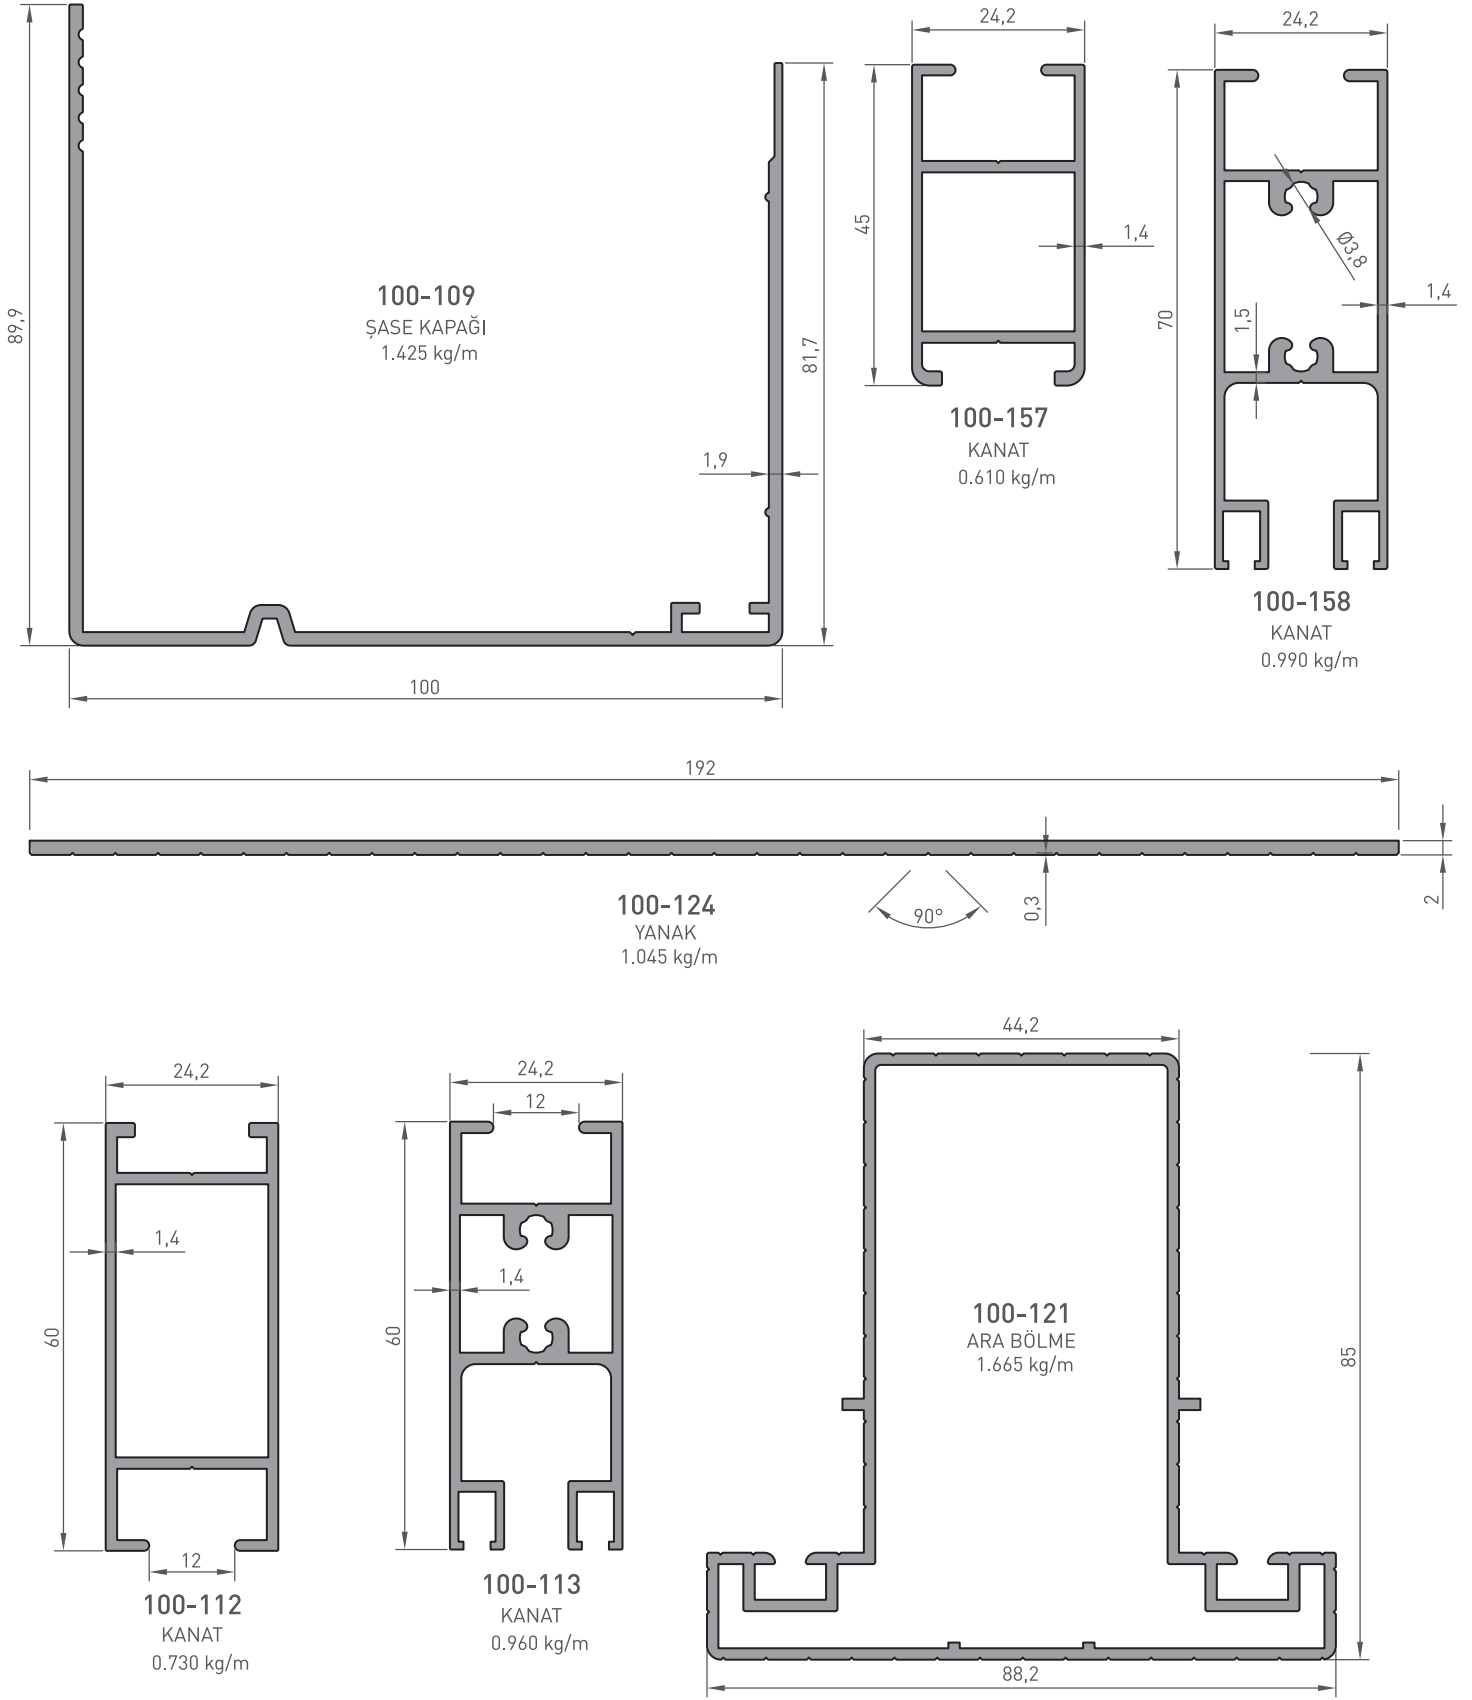 89,9
100-109
ŞASE KAPAĞI
1.425 kg/m
1,9
81,7
100
24,2
45
1,4
100-157
KANAT
0.610 kg/m
24,2
70
Ø3,8
1,5
1,4
100-158
KANAT
0.990 kg/m
192
100-124
YANAK
1.045 kg/m
90°
0,3
2
24,2
60
1,4
12
100-112
KANAT
0.730 kg/m
24,2
12
60
1,4
100-113
KANAT
0.960 kg/m
44,2
100-121
ARA BÖLME
1.665 kg/m
85
88,2